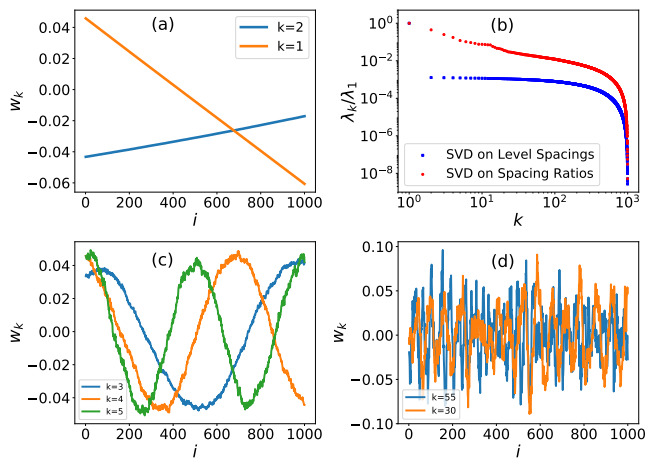 (a)
k=2
k=1
0.04
0.02
0.00
−0.02
−0.04
−0.06
w_k
0 200 400 600 800 1000
i
(b)
10^0
10^−2
10^−4
10^−6
10^−8
λ_k/λ_1
SVD on Level Spacings
SVD on Spacing Ratios
10^0 10^1 10^2 10^3
k
(c)
0.04
0.02
0.00
−0.02
−0.04
w_k
k=3
k=4
k=5
0 200 400 600 800 1000
i
(d)
0.10
0.05
0.00
−0.05
−0.10
w_k
k=55
k=30
0 200 400 600 800 1000
i